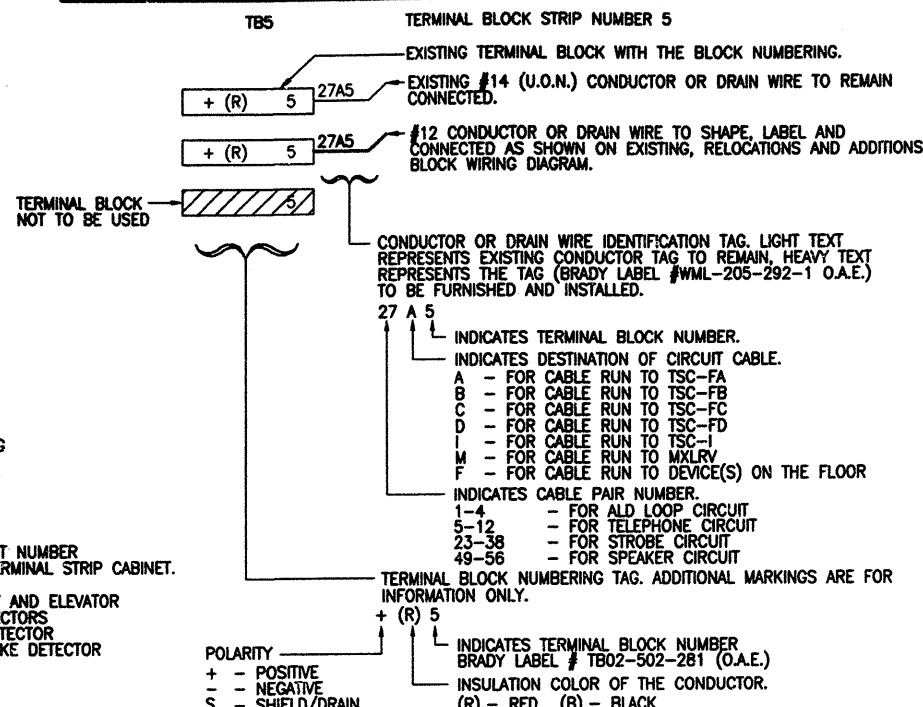 TB5 TERMINAL BLOCK STRIP NUMBER 5
EXISTING TERMINAL BLOCK WITH THE BLOCK NUMBERING.
+ (R) 5 27A5
EXISTING #14 (U.O.N.) CONDUCTOR OR DRAIN WIRE TO REMAIN
CONNECTED.
+ (R) 5 27A5
#12 CONDUCTOR OR DRAIN WIRE TO SHAPE, LABEL AND
CONNECTED AS SHOWN ON EXISTING, RELOCATIONS AND ADDITIONS
BLOCK WIRING DIAGRAM.
TERMINAL BLOCK
NOT TO BE USED
5
CONDUCTOR OR DRAIN WIRE IDENTIFICATION TAG. LIGHT TEXT
REPRESENTS EXISTING CONDUCTOR TAG TO REMAIN, HEAVY TEXT
REPRESENTS THE TAG (BRADY LABEL #WML-205-292-1 O.A.E.)
TO BE FURNISHED AND INSTALLED.
27 A 5
INDICATES TERMINAL BLOCK NUMBER.
INDICATES DESTINATION OF CIRCUIT CABLE.
A - FOR CABLE RUN TO TSC-FA
B - FOR CABLE RUN TO TSC-FB
C - FOR CABLE RUN TO TSC-FC
D - FOR CABLE RUN TO TSC-FD
I - FOR CABLE RUN TO TSC-I
M - FOR CABLE RUN TO MXLRV
F - FOR CABLE RUN TO DEVICE(S) ON THE FLOOR
INDICATES CABLE PAIR NUMBER.
1-4 - FOR ALD LOOP CIRCUIT
5-12 - FOR TELEPHONE CIRCUIT
23-38 - FOR STROBE CIRCUIT
49-56 - FOR SPEAKER CIRCUIT
G
T NUMBER
RMINAL STRIP CABINET.
AND ELEVATOR
CTORS
TECTOR
KE DETECTOR
TERMINAL BLOCK NUMBERING TAG. ADDITIONAL MARKINGS ARE FOR
INFORMATION ONLY.
+ (R) 5
INDICATES TERMINAL BLOCK NUMBER
BRADY LABEL # TB02-502-281 (O.A.E.)
INSULATION COLOR OF THE CONDUCTOR.
(R) - RED (B) - BLACK
POLARITY
+ - POSITIVE
- - NEGATIVE
S - SHIELD/DRAIN